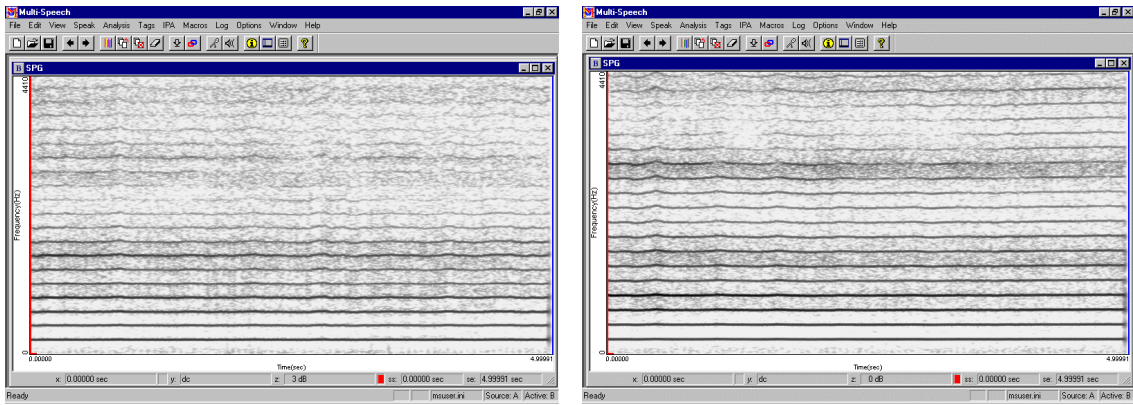 Multi-Speech
File Edit View Speak Analysis Tags IPA Macros Log Options Window Help
B SPG
4410
Frequency(Hz)
0
0.00000 4.99991
Time(sec)
x: 0.00000 sec y: dc z: 3 dB ss: 0.00000 sec se: 4.99991 sec
Ready msuser.ini Source: A Active: B
Multi-Speech
File Edit View Speak Analysis Tags IPA Macros Log Options Window Help
B SPG
4410
Frequency(Hz)
0
0.00000 4.99991
Time(sec)
x: 0.00000 sec y: dc z: 0 dB ss: 0.00000 sec se: 4.99991 sec
Ready msuser.ini Source: A Active: B